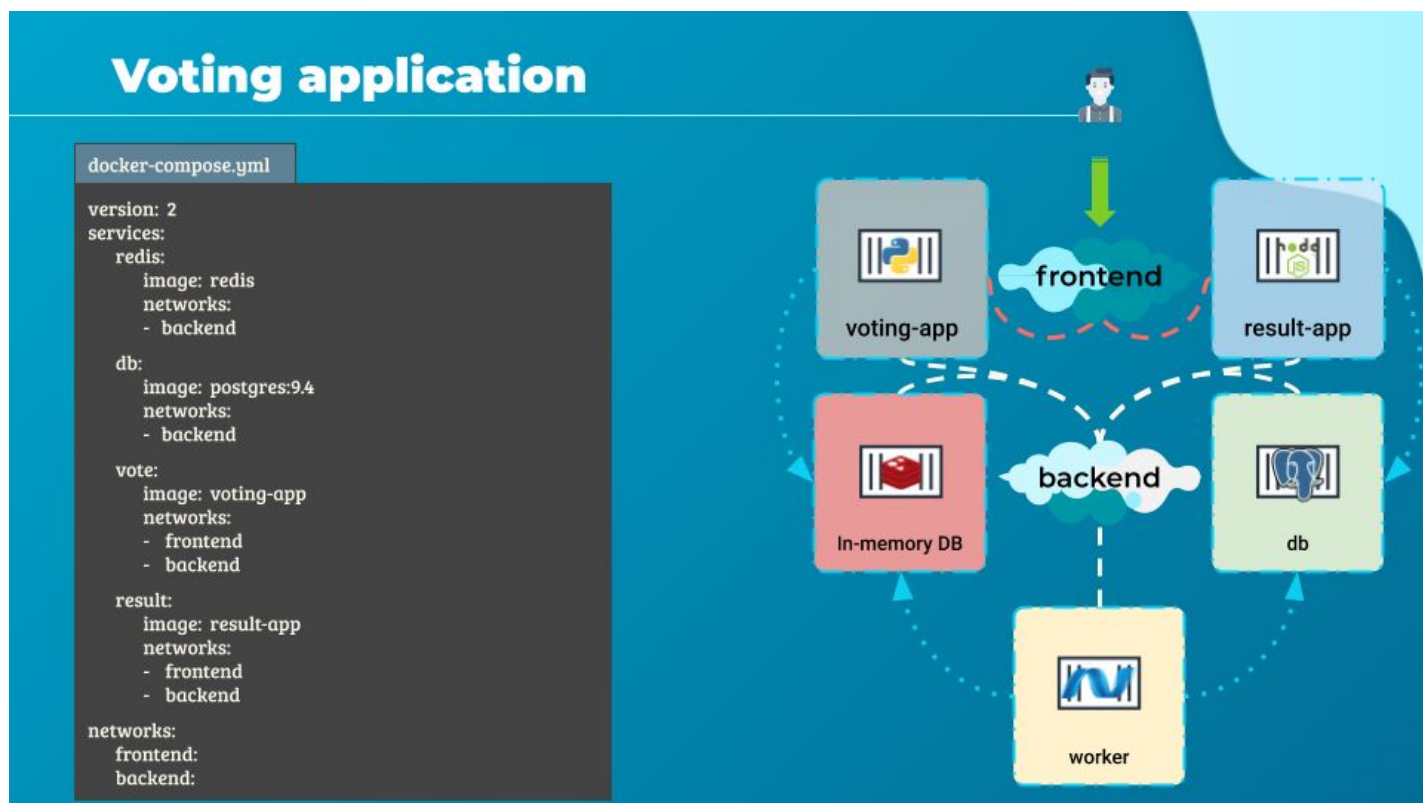 Voting application
docker-compose.yml
version: 2
services:
redis:
image: redis
networks:
- backend
db:
image: postgres:9.4
networks:
- backend
vote:
image: voting-app
networks:
- frontend
- backend
result:
image: result-app
networks:
- frontend
- backend
networks:
frontend:
backend:
voting-app
frontend
node
JS
result-app
In-memory DB
backend
db
worker